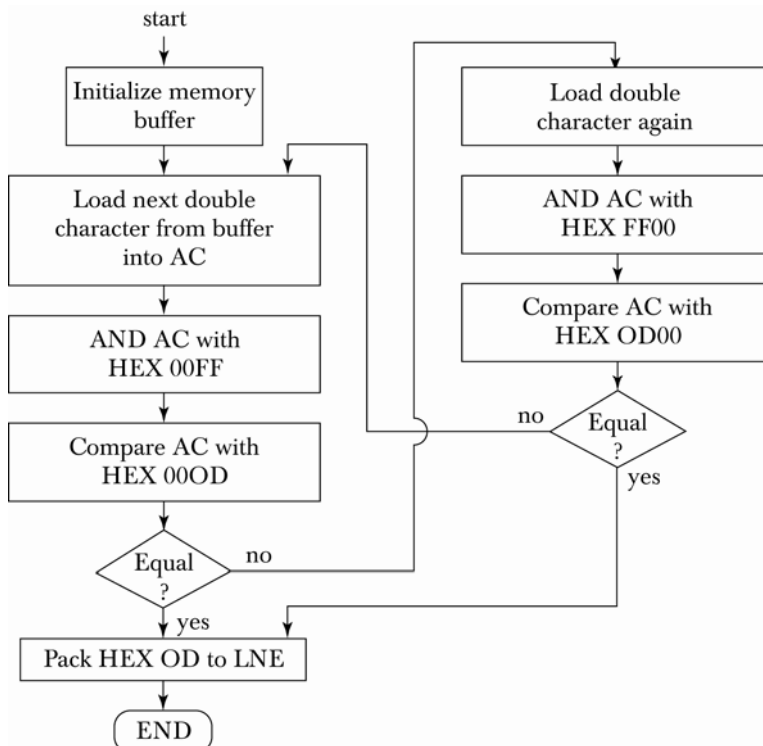 start
Initialize memory
buffer
Load next double
character from buffer
into AC
AND AC with
HEX 00FF
Compare AC with
HEX 00OD
Equal
?
no
yes
Pack HEX OD to LNE
END
Load double
character again
AND AC with
HEX FF00
Compare AC with
HEX OD00
Equal
?
no
yes